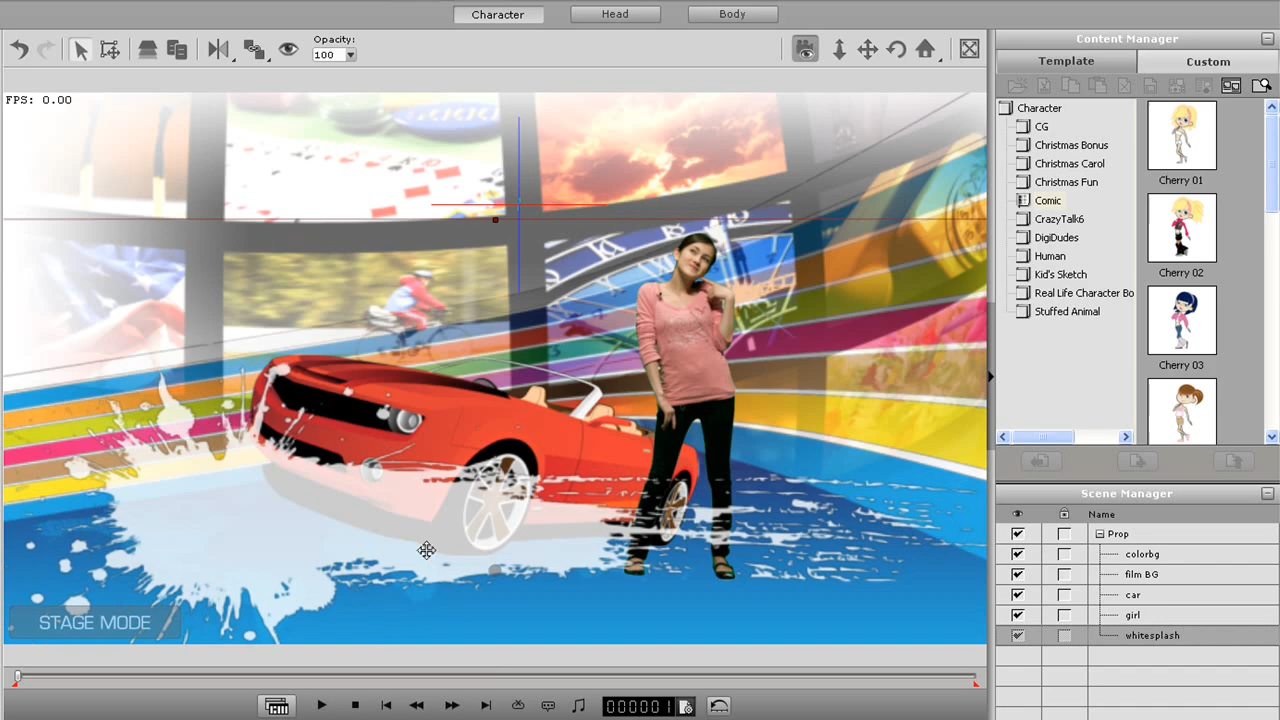 Character
Head
Body
Opacity:
100
FPS: 0.00
STAGE MODE
000001
Content Manager
Template
Custom
Character
CG
Christmas Bonus
Christmas Carol
Christmas Fun
Comic
CrazyTalk6
DigiDudes
Human
Kid's Sketch
Real Life Character Bo
Stuffed Animal
Cherry 01
Cherry 02
Cherry 03
Scene Manager
Name
Prop
colorbg
film BG
car
girl
whitesplash